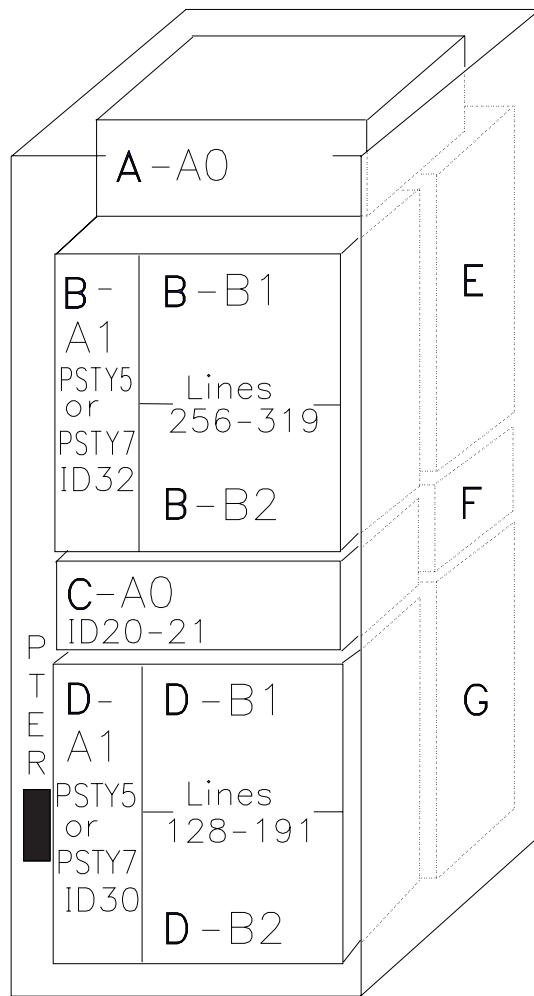 A-A0
B-
A1
PSTY5
or
PSTY7
ID32
B-B1
Lines
256-319
B-B2
E
F
C-A0
ID20-21
PTER
D-
A1
PSTY5
or
PSTY7
ID30
D-B1
Lines
128-191
D-B2
G